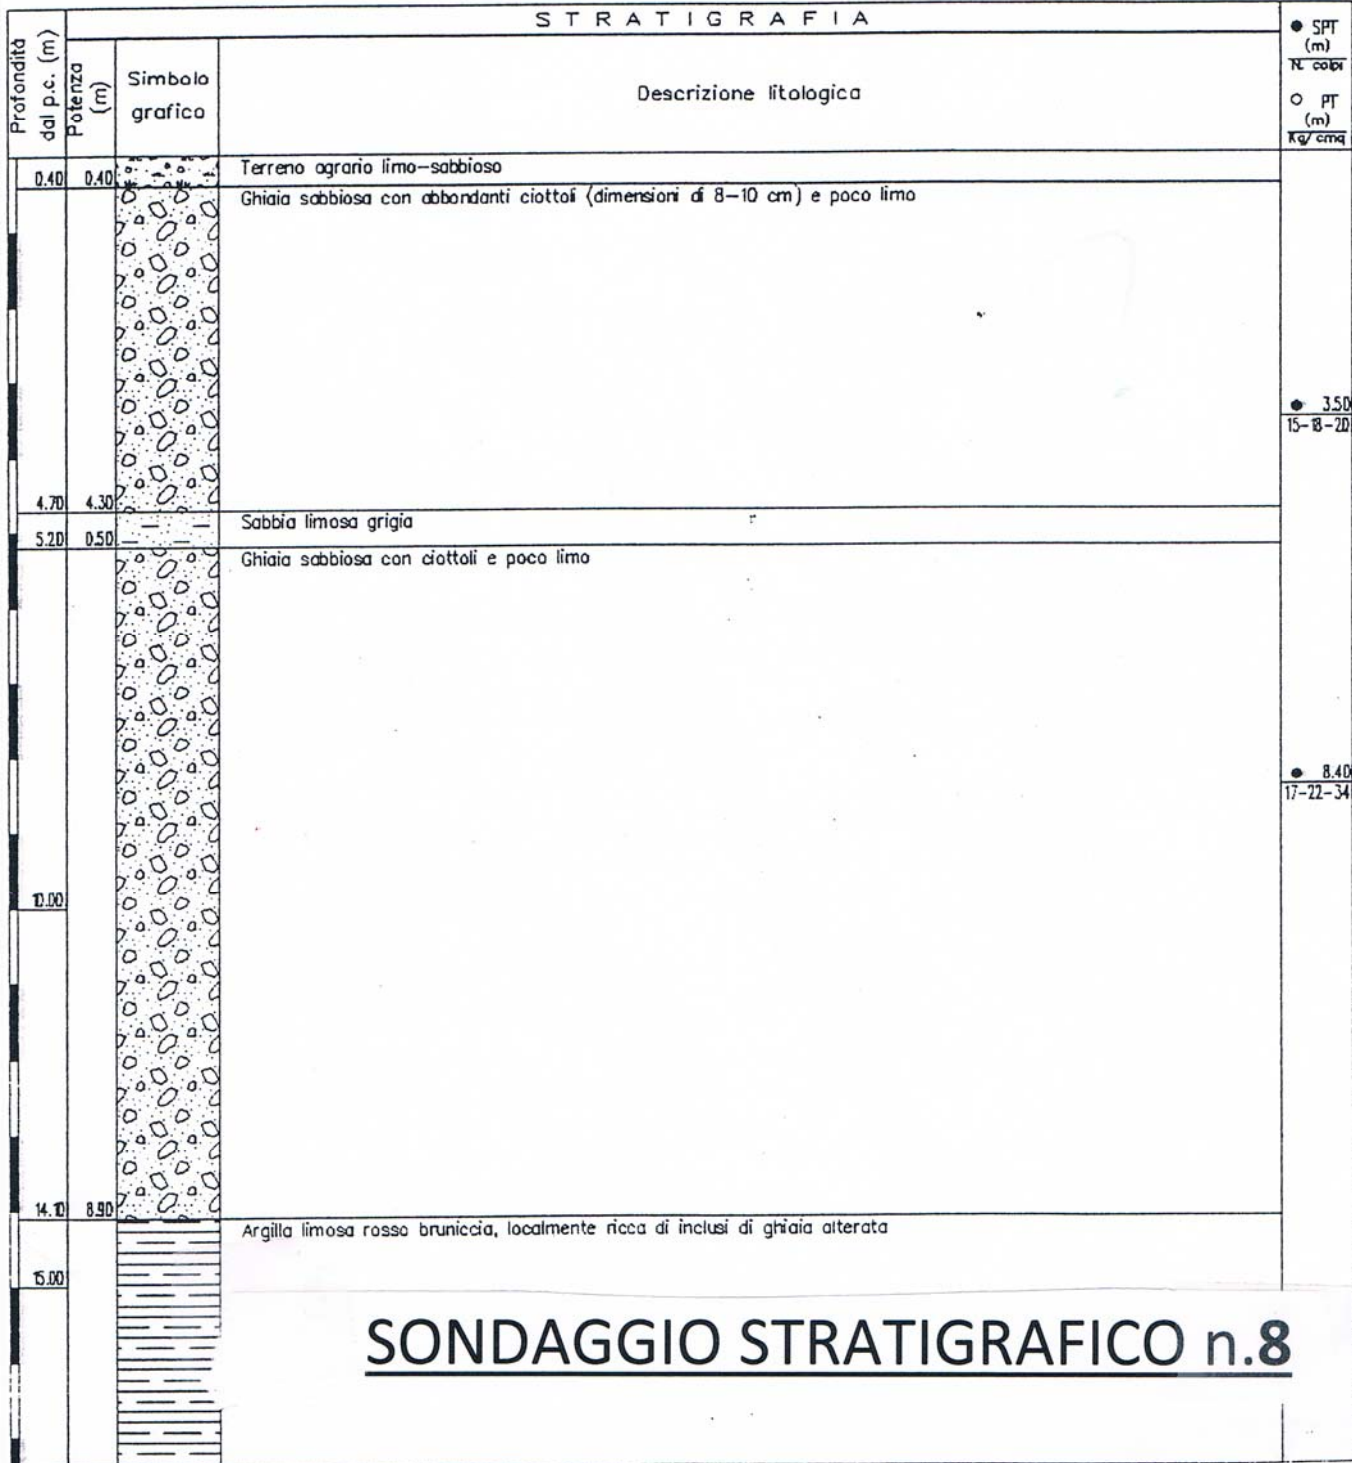 STRATIGRAFIA
Profondità
dal p.c. (m)
Potenza
(m)
Simbolo
grafico
Descrizione litologica
● SPT
(m)
N. colpi
○ PT
(m)
Kg/cmq
0.40 0.40 Terreno agrario limo-sabbioso
Ghiaia sabbiosa con abbondanti ciottoli (dimensioni di 8-10 cm) e poco limo
● 3.50
15-18-20
4.70 4.30
Sabbia limosa grigia
5.20 0.50
Ghiaia sabbiosa con ciottoli e poco limo
● 8.40
17-22-34
10.00
14.10 8.90
Argilla limosa rosso bruniccia, localmente ricca di inclusi di ghiaia alterata
15.00
SONDAGGIO STRATIGRAFICO n.8